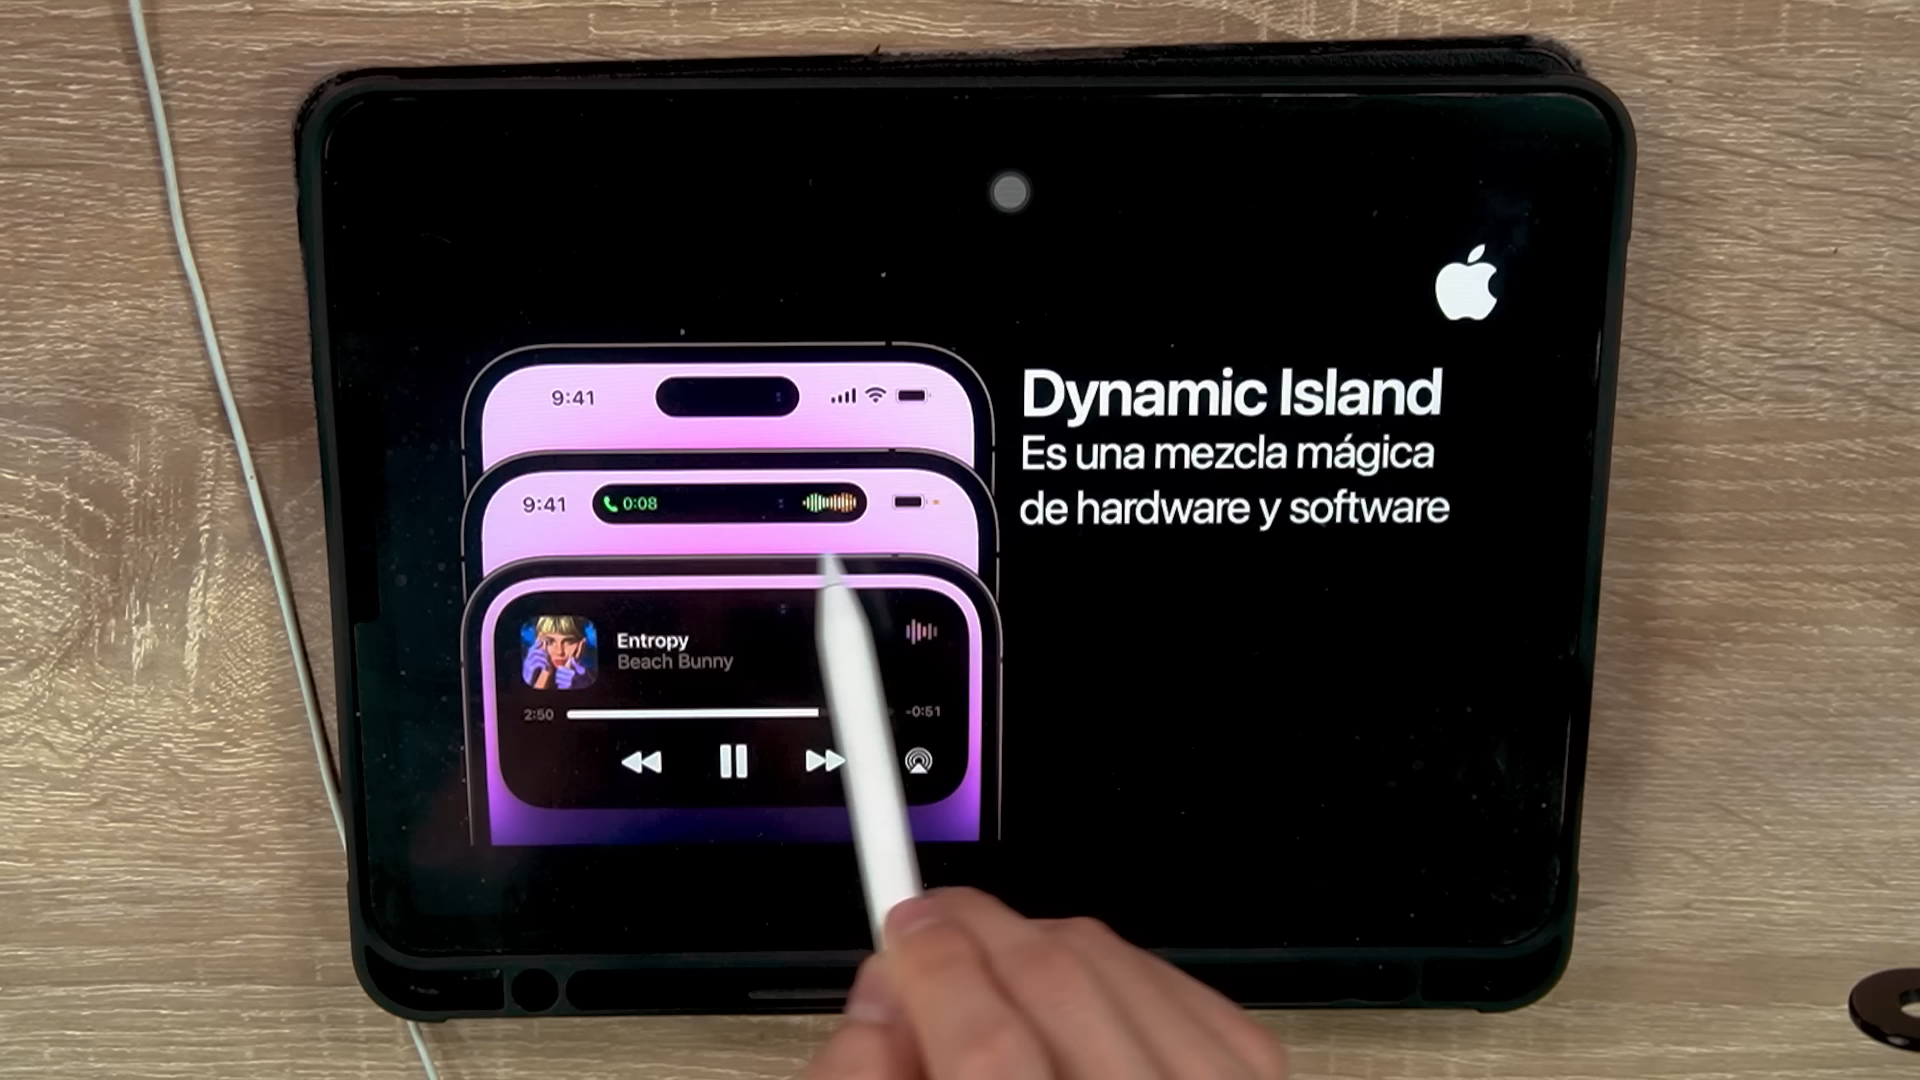 9:41
9:41
0:08
Entropy
Beach Bunny
2:50
-0:51
Dynamic Island
Es una mezcla mágica
de hardware y software